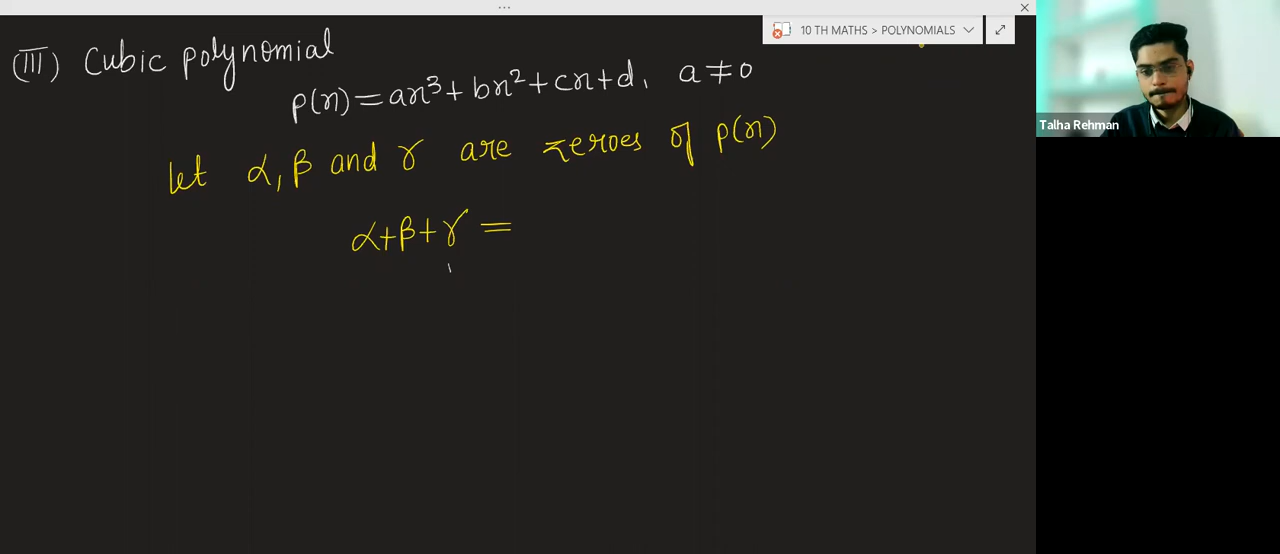 10 TH MATHS > POLYNOMIALS
(III) Cubic polynomial
p(x) = ax³ + bx² + cx + d, a ≠ 0
Let α, β and γ are zeroes of p(x)
α + β + γ =
Talha Rehman